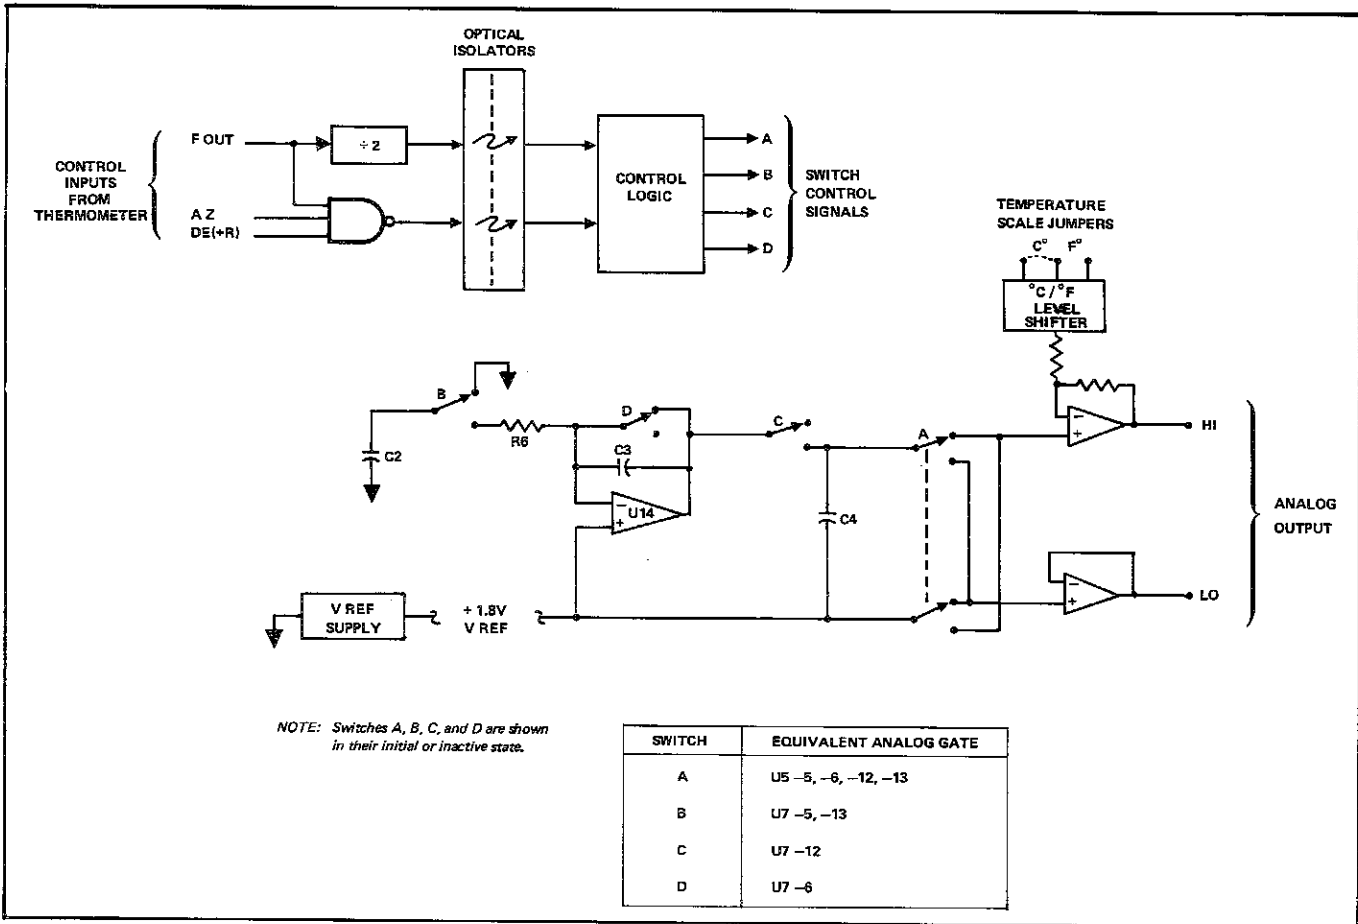 OPTICAL
ISOLATORS
CONTROL
INPUTS
FROM
THERMOMETER
F OUT
÷ 2
A Z
DE(+R)
CONTROL
LOGIC
A
B
C
D
SWITCH
CONTROL
SIGNALS
TEMPERATURE
SCALE JUMPERS
C° F°
°C / °F
LEVEL
SHIFTER
B
C2
R6
D
C3
U14
-
+
C
C4
A
-
+
HI
-
+
LO
ANALOG
OUTPUT
V REF
SUPPLY
+ 1.8V
V REF
NOTE: Switches A, B, C, and D are shown
in their initial or inactive state.
SWITCH EQUIVALENT ANALOG GATE
A U5 –5, –6, –12, –13
B U7 –5, –13
C U7 –12
D U7 –6